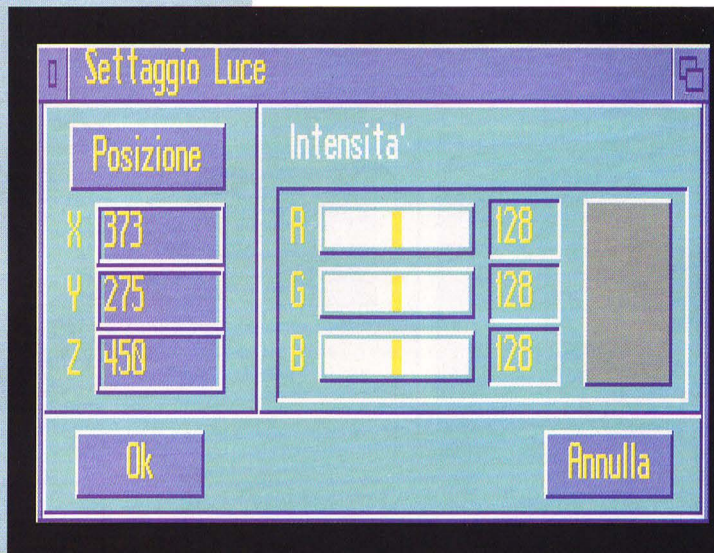 Settaggio Luce
Posizione
X 373
Y 275
Z 450
Intensita'
R 128
G 128
B 128
Ok
Annulla